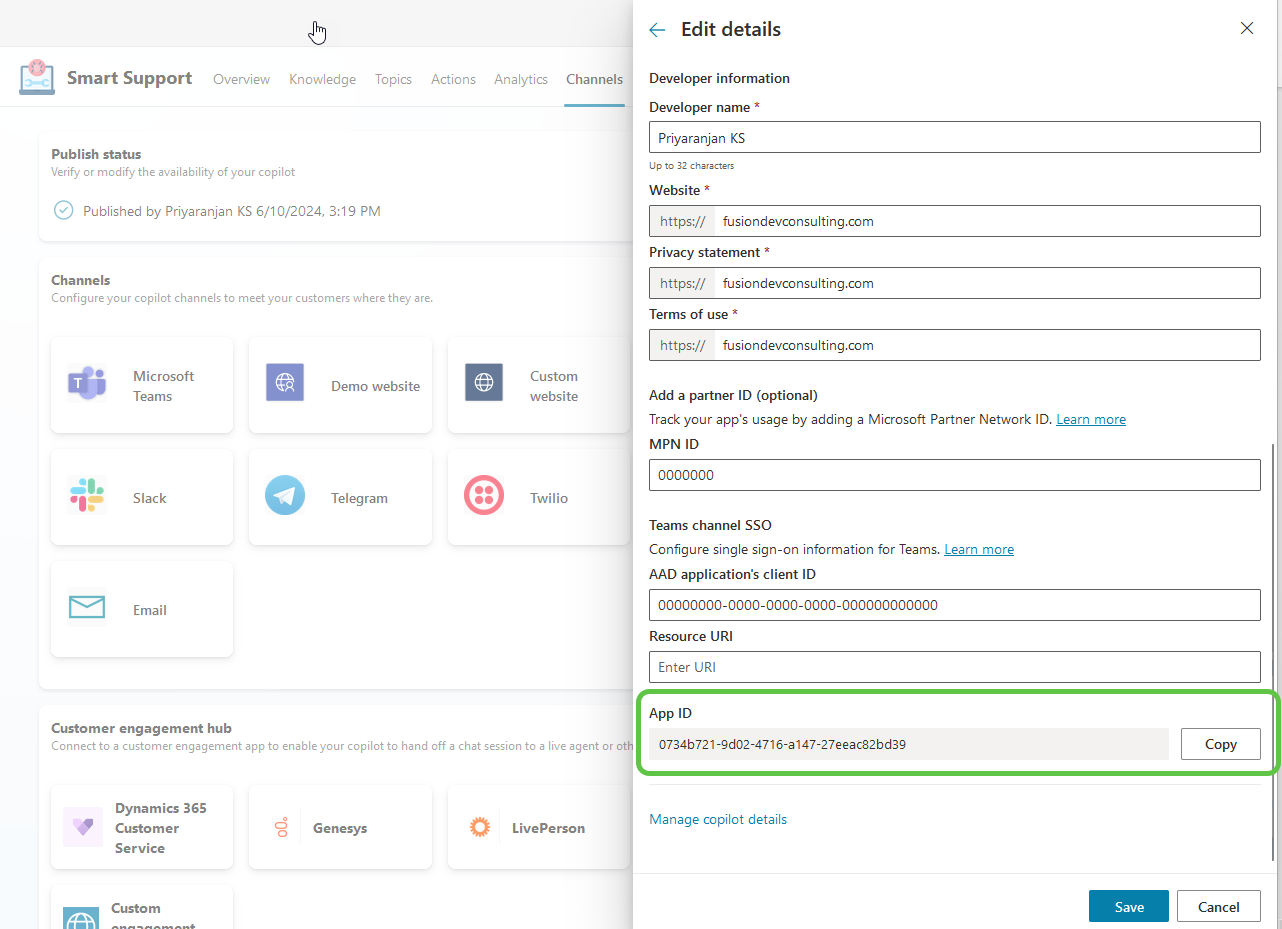 Smart Support
Overview Knowledge Topics Actions Analytics Channels
Publish status
Verify or modify the availability of your copilot
Published by Priyaranjan KS 6/10/2024, 3:19 PM
Channels
Configure your copilot channels to meet your customers where they are.
T
Microsoft
Teams
Demo website
Custom
website
Slack
Telegram
Twilio
Email
Customer engagement hub
Connect to a customer engagement app to enable your copilot to hand off a chat session to a live agent or oth
Dynamics 365
Customer
Service
Genesys
LivePerson
Custom
engagement
Edit details
Developer information
Developer name *
Priyaranjan KS
Up to 32 characters
Website *
https:// fusiondevconsulting.com
Privacy statement *
https:// fusiondevconsulting.com
Terms of use *
https:// fusiondevconsulting.com
Add a partner ID (optional)
Track your app's usage by adding a Microsoft Partner Network ID. Learn more
MPN ID
0000000
Teams channel SSO
Configure single sign-on information for Teams. Learn more
AAD application's client ID
00000000-0000-0000-0000-000000000000
Resource URI
Enter URI
App ID
0734b721-9d02-4716-a147-27eeac82bd39
Copy
Manage copilot details
Save Cancel